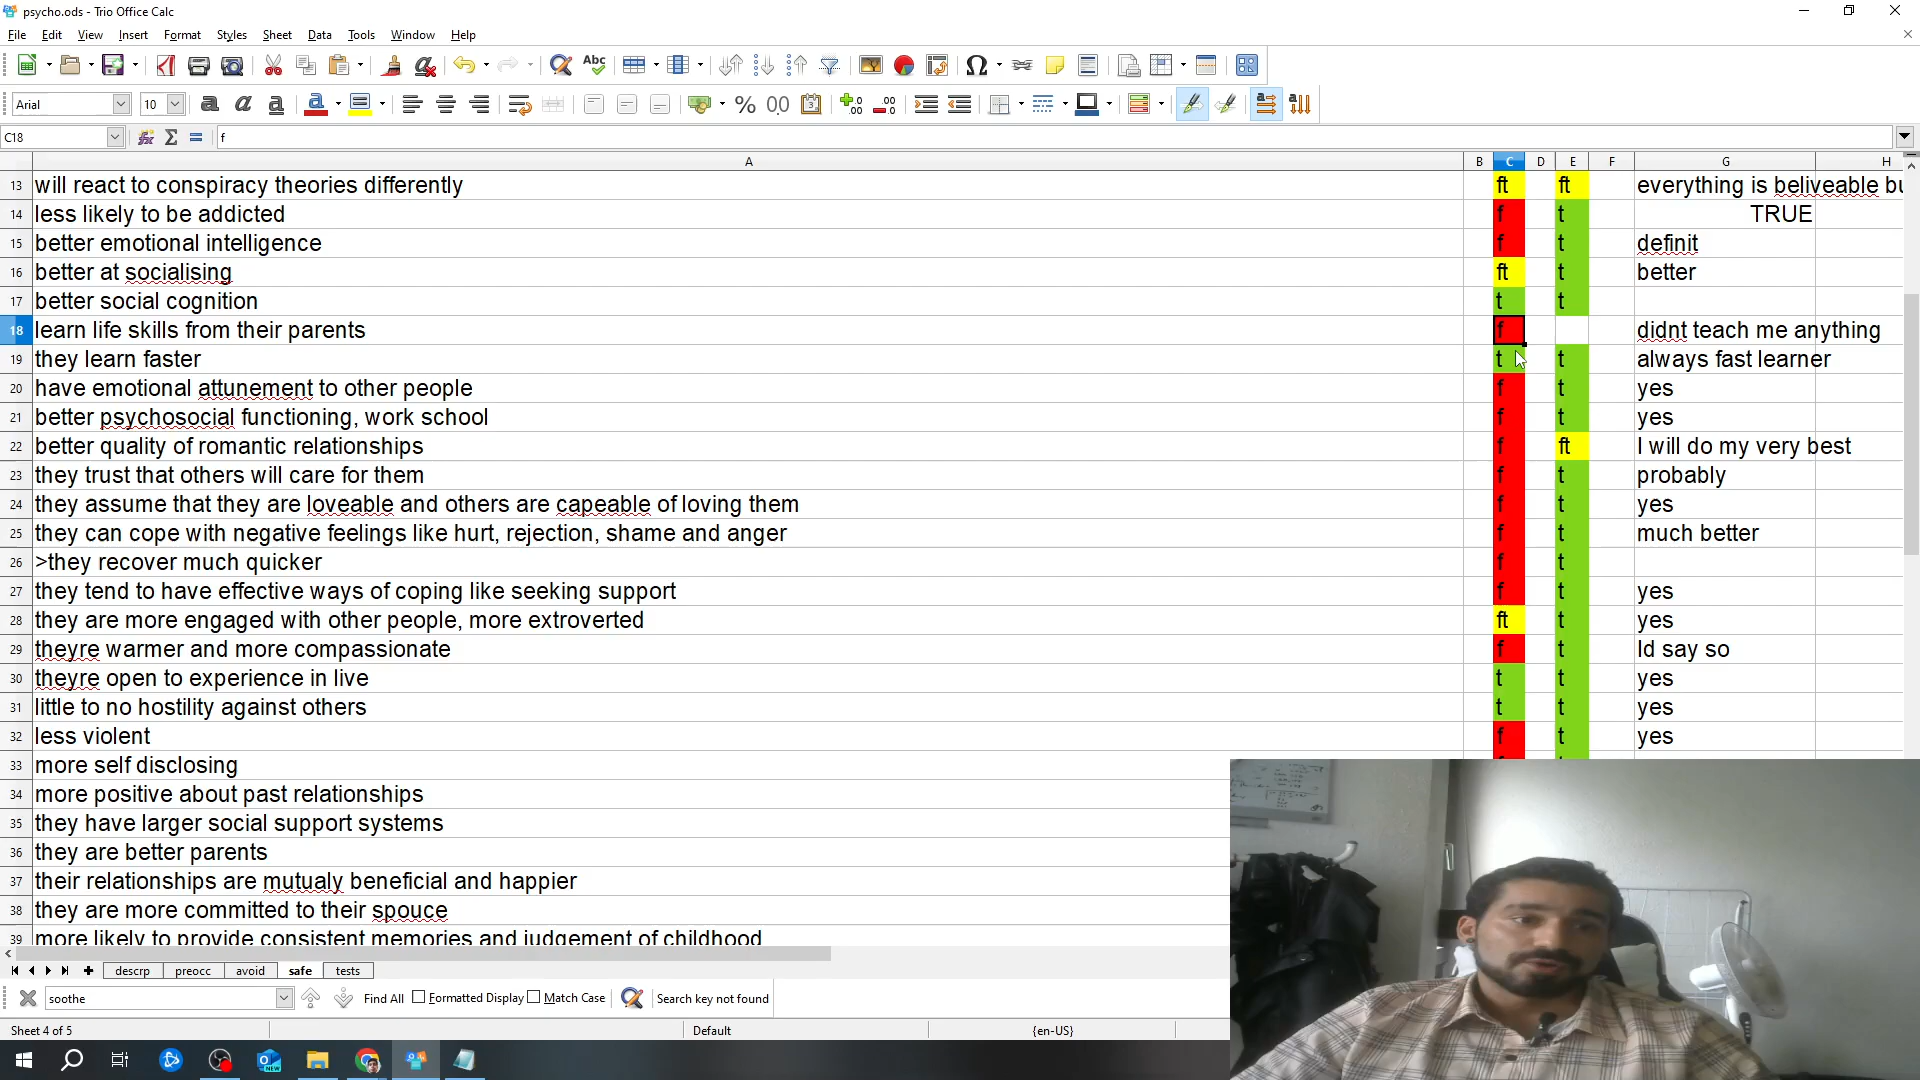 psycho.ods - Trio Office Calc
File Edit View Insert Format Styles Sheet Data Tools Window Help
Arial 10
C18 f
A B C D E F G H
13 will react to conspiracy theories differently ft ft everything is beliveable bu
14 less likely to be addicted f t TRUE
15 better emotional intelligence f t definit
16 better at socialising ft t better
17 better social cognition t t
18 learn life skills from their parents f didnt teach me anything
19 they learn faster t t always fast learner
20 have emotional attunement to other people f t yes
21 better psychosocial functioning, work school f t yes
22 better quality of romantic relationships f ft I will do my very best
23 they trust that others will care for them f t probably
24 they assume that they are loveable and others are capeable of loving them f t yes
25 they can cope with negative feelings like hurt, rejection, shame and anger f t much better
26 >they recover much quicker f t
27 they tend to have effective ways of coping like seeking support f t yes
28 they are more engaged with other people, more extroverted ft t yes
29 theyre warmer and more compassionate f t Id say so
30 theyre open to experience in live t t yes
31 little to no hostility against others t t yes
32 less violent f t yes
33 more self disclosing
34 more positive about past relationships
35 they have larger social support systems
36 they are better parents
37 their relationships are mutualy beneficial and happier
38 they are more committed to their spouce
39 more likely to provide consistent memories and judgement of childhood
descrp preocc avoid safe tests
soothe Find All Formatted Display Match Case Search key not found
Sheet 4 of 5 Default {en-US}